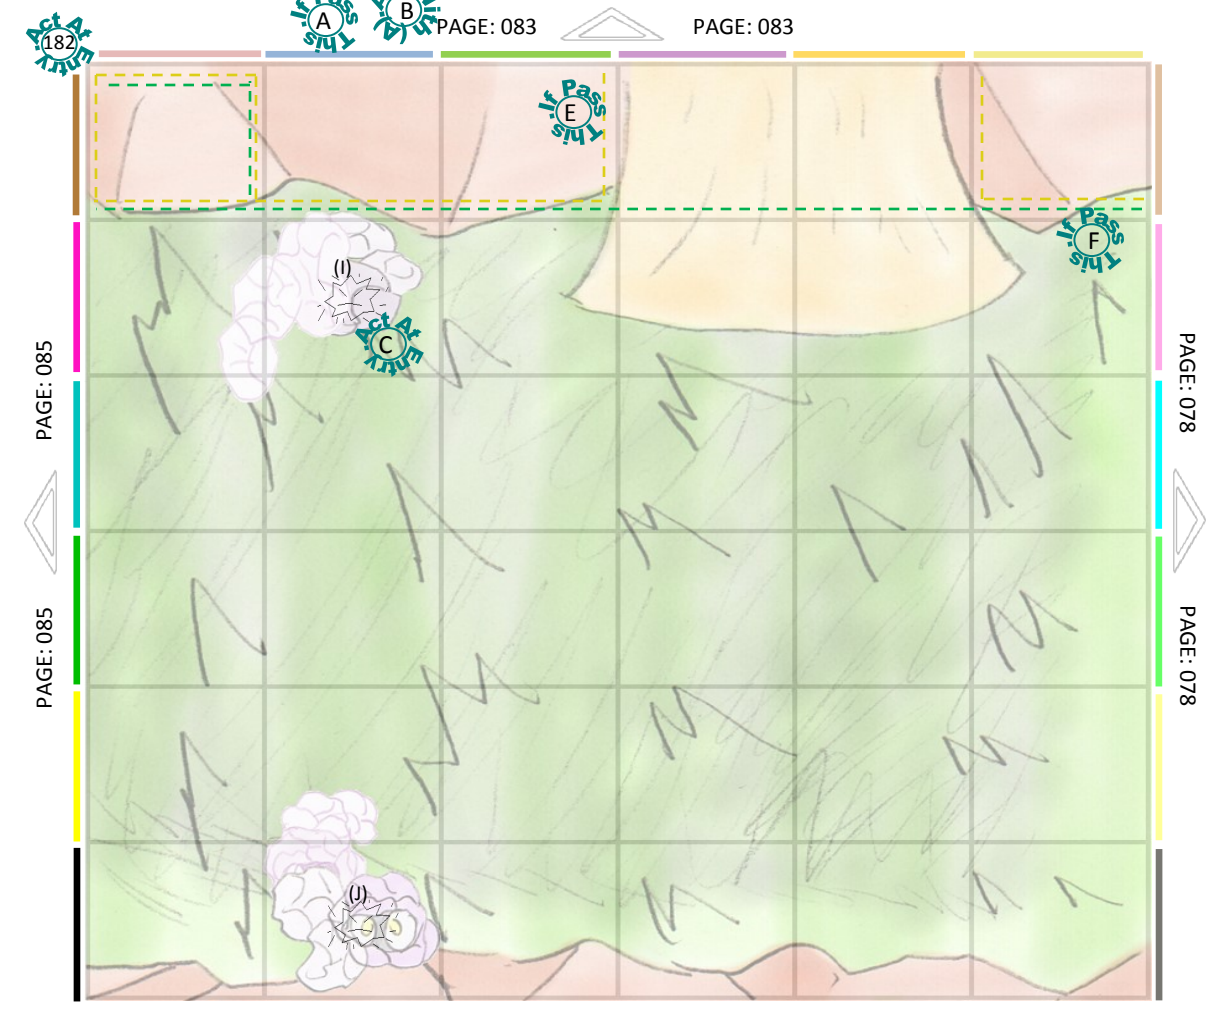 Act At
182
Entry
If Pass
A
This.
B
With
(A)
PAGE: 083
PAGE: 083
If Pass
E
This.
If Pass
F
This.
(I)
Act At
C
Entry
PAGE: 085
PAGE: 078
PAGE: 085
PAGE: 078
(J)